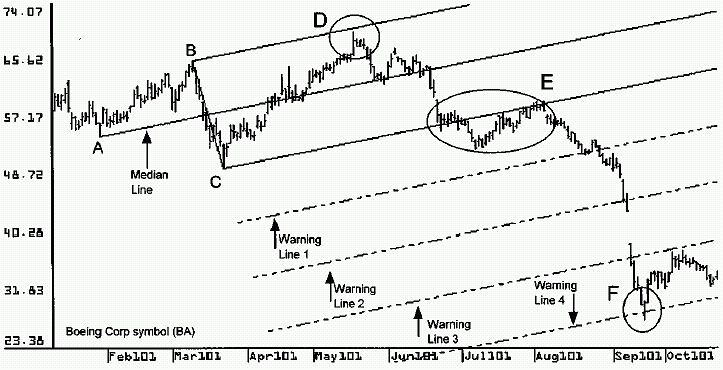 74.07
D
B
65.62
E
57.17
A
Median
Line
48.72
C
40.28
Warning
Line 1
Warning
Line 2
31.83
Warning
Line 4
F
Warning
Line 3
Boeing Corp symbol (BA)
23.38
Feb101 Mar101 Apr101 May101 Jun101 Jul101 Aug101 Sep101 Oct101